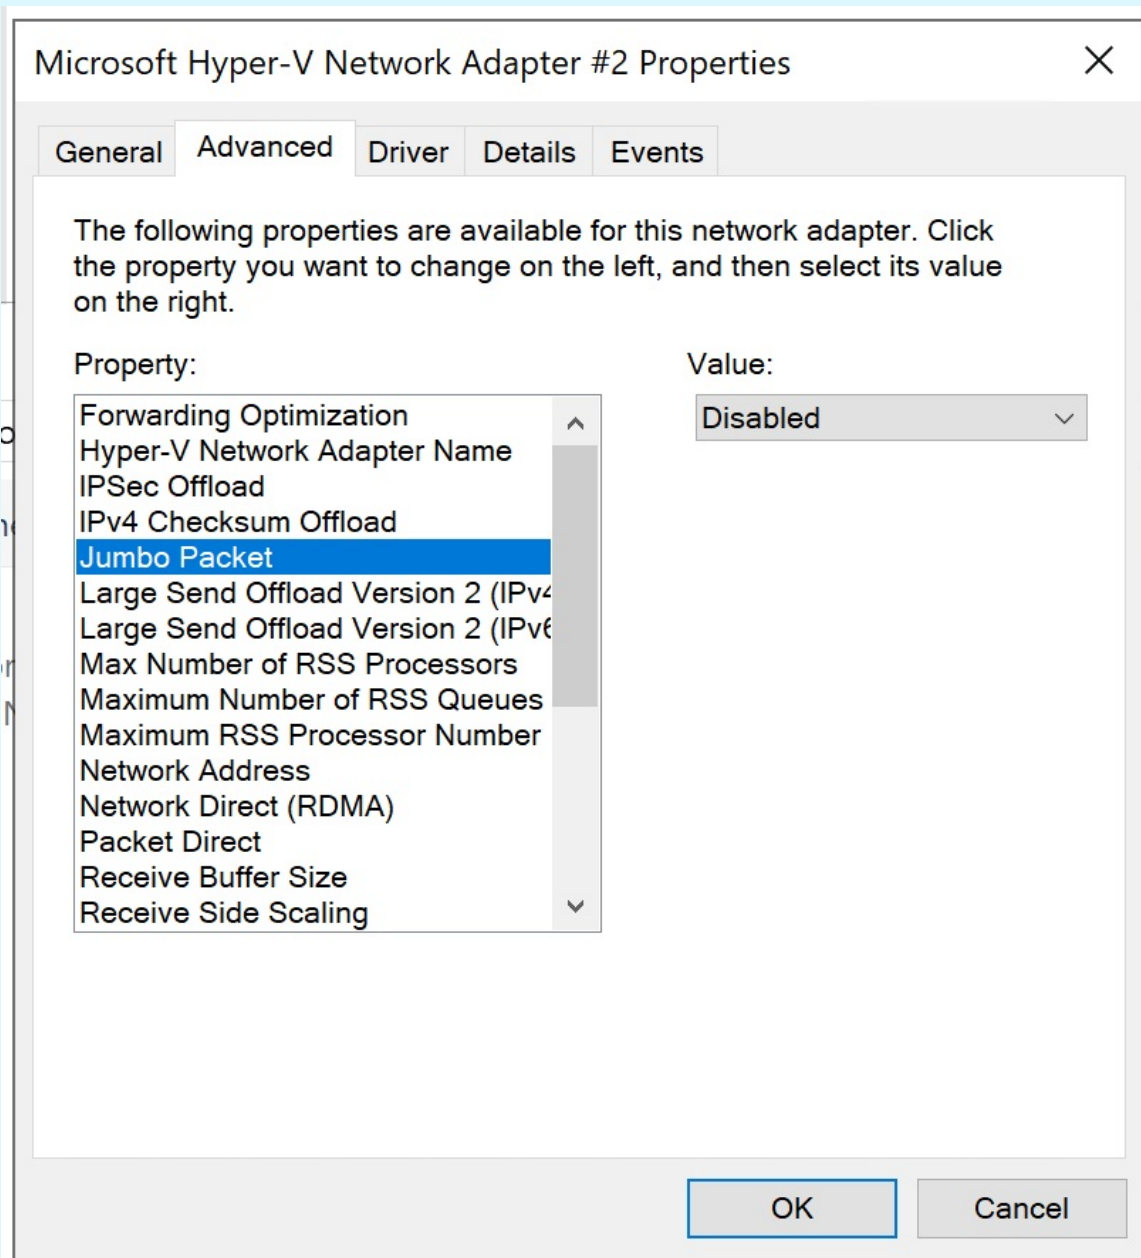 Microsoft Hyper-V Network Adapter #2 Properties
General Advanced Driver Details Events
The following properties are available for this network adapter. Click
the property you want to change on the left, and then select its value
on the right.
Property:
Value:
Forwarding Optimization
Hyper-V Network Adapter Name
IPSec Offload
IPv4 Checksum Offload
Jumbo Packet
Large Send Offload Version 2 (IPv4
Large Send Offload Version 2 (IPv6
Max Number of RSS Processors
Maximum Number of RSS Queues
Maximum RSS Processor Number
Network Address
Network Direct (RDMA)
Packet Direct
Receive Buffer Size
Receive Side Scaling
Disabled
OK Cancel